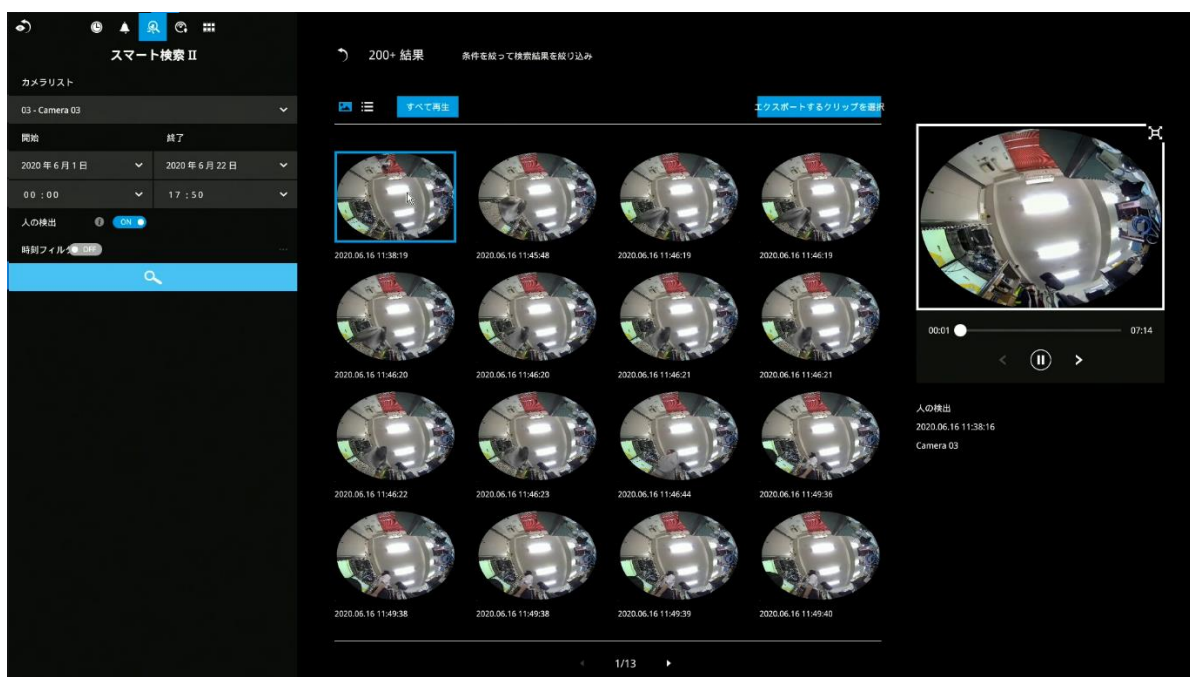 スマート検索 II
カメラリスト
03 - Camera 03
開始 終了
2020 年 6 月 1 日 2020 年 6 月 22 日
00 : 00 17 : 50
人の検出 ON
時刻フィルタ OFF
200+ 結果 条件を絞って検索結果を絞り込み
すべて再生 エクスポートするクリップを選択
2020.06.16 11:38:19 2020.06.16 11:45:48 2020.06.16 11:46:19 2020.06.16 11:46:19
2020.06.16 11:46:20 2020.06.16 11:46:20 2020.06.16 11:46:21 2020.06.16 11:46:21
2020.06.16 11:46:22 2020.06.16 11:46:23 2020.06.16 11:46:44 2020.06.16 11:49:36
2020.06.16 11:49:38 2020.06.16 11:49:38 2020.06.16 11:49:39 2020.06.16 11:49:40
1/13
00:01 07:14
人の検出
2020.06.16 11:38:16
Camera 03